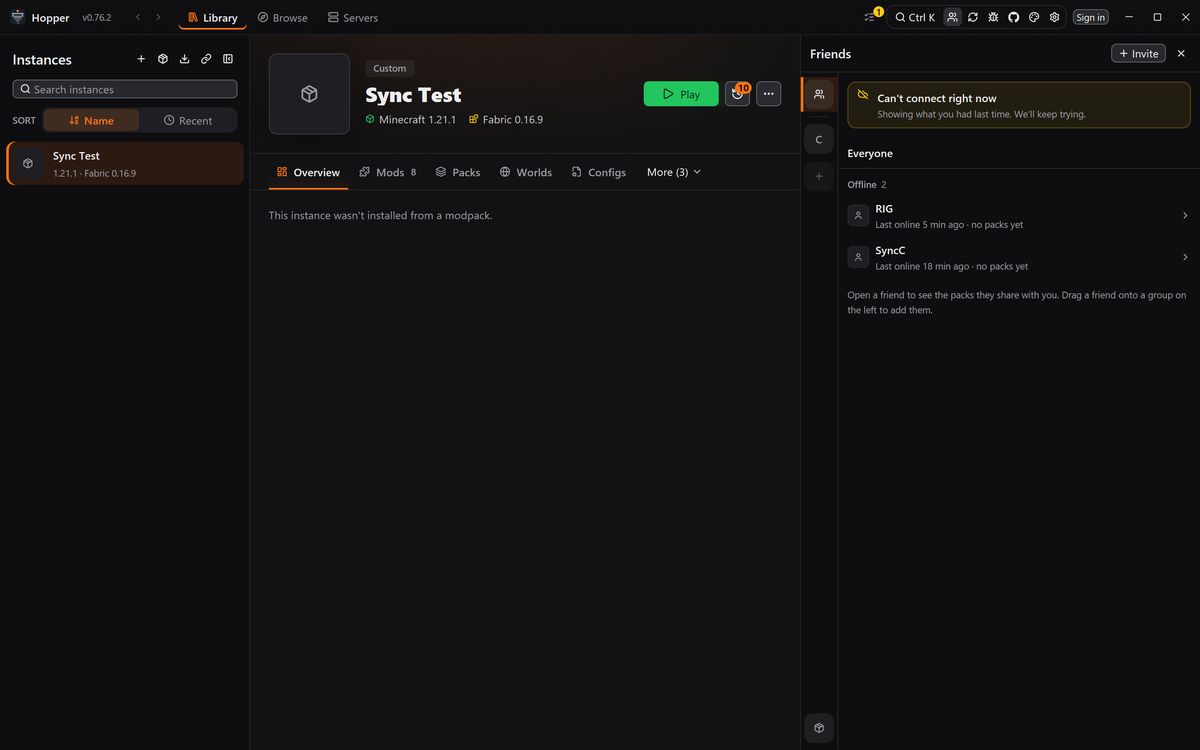 Hopper v0.76.2 Library Browse Servers 1 Ctrl K Sign in
Instances
Search instances
SORT Name Recent
Sync Test
1.21.1 · Fabric 0.16.9
Custom
Sync Test
Minecraft 1.21.1 Fabric 0.16.9
Play 10
Overview Mods 8 Packs Worlds Configs More (3)
This instance wasn't installed from a modpack.
Friends Invite
C
Can't connect right now
Showing what you had last time. We'll keep trying.
Everyone
Offline 2
RIG
Last online 5 min ago · no packs yet
SyncC
Last online 18 min ago · no packs yet
Open a friend to see the packs they share with you. Drag a friend onto a group on
the left to add them.